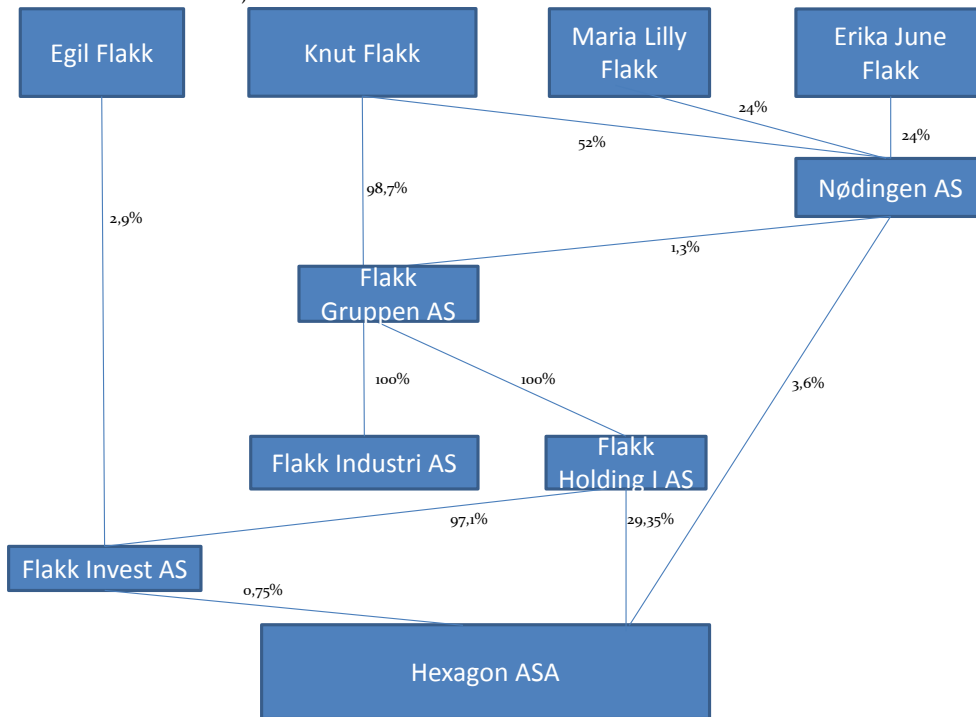 Egil Flakk
Knut Flakk
Maria Lilly
Flakk
Erika June
Flakk
24%
52%
24%
Nødingen AS
98,7%
2,9%
1,3%
Flakk
Gruppen AS
100%
100%
3,6%
Flakk Industri AS
Flakk
Holding I AS
97,1%
29,35%
Flakk Invest AS
0,75%
Hexagon ASA